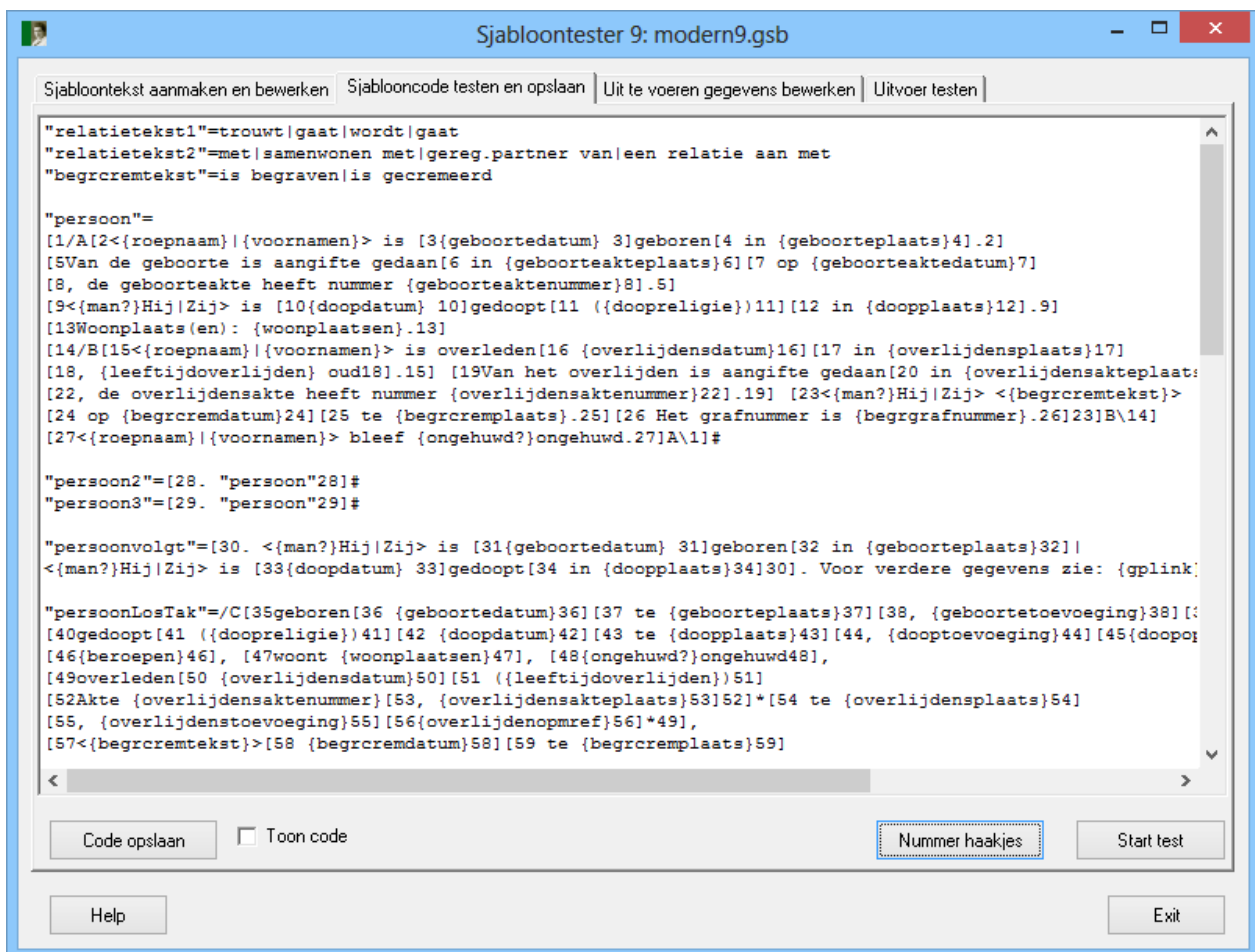 Sjabloontester 9: modern9.gsb
Sjabloontekst aanmaken en bewerken
Sjablooncode testen en opslaan
Uit te voeren gegevens bewerken
Uitvoer testen
"relatietekst1"=trouwt|gaat|wordt|gaat
"relatietekst2"=met|samenwonen met|gereg.partner van|een relatie aan met
"begrcremtekst"=is begraven|is gecremeerd
"persoon"=
[1/A[2<{roepnaam}|{voornamen}> is [3{geboortedatum} 3]geboren[4 in {geboorteplaats}4].2]
[5Van de geboorte is aangifte gedaan[6 in {geboorteakteplaats}6][7 op {geboorteaktedatum}7]
[8, de geboorteakte heeft nummer {geboorteaktenummer}8].5]
[9<{man?}Hij|Zij> is [10{doopdatum} 10]gedoopt[11 ({doopreligie})11][12 in {doopplaats}12].9]
[13Woonplaats(en): {woonplaatsen}.13]
[14/B[15<{roepnaam}|{voornamen}> is overleden[16 {overlijdensdatum}16][17 in {overlijdensplaats}17]
[18, {leeftijdoverlijden} oud18].15] [19Van het overlijden is aangifte gedaan[20 in {overlijdensakteplaats
[22, de overlijdensakte heeft nummer {overlijdensaktenummer}22].19] [23<{man?}Hij|Zij> <{begrcremtekst}>
[24 op {begrcremdatum}24][25 te {begrcremplaats}.25][26 Het grafnummer is {begrgrafnummer}.26]23]B\14]
[27<{roepnaam}|{voornamen}> bleef {ongehuwd?}ongehuwd.27]A\1]#
"persoon2"=[28. "persoon"28]#
"persoon3"=[29. "persoon"29]#
"persoonvolgt"=[30. <{man?}Hij|Zij> is [31{geboortedatum} 31]geboren[32 in {geboorteplaats}32]|
<{man?}Hij|Zij> is [33{doopdatum} 33]gedoopt[34 in {doopplaats}34]30]. Voor verdere gegevens zie: {gplink}
"persoonLosTak"=/C[35geboren[36 {geboortedatum}36][37 te {geboorteplaats}37][38, {geboortetoevoeging}38][3
[40gedoopt[41 ({doopreligie})41][42 {doopdatum}42][43 te {doopplaats}43][44, {dooptoevoeging}44][45{doopop
[46{beroepen}46], [47woont {woonplaatsen}47], [48{ongehuwd?}ongehuwd48],
[49overleden[50 {overlijdensdatum}50][51 ({leeftijdoverlijden})51]
[52Akte {overlijdensaktenummer}[53, {overlijdensakteplaats}53]52]*[54 te {overlijdensplaats}54]
[55, {overlijdenstoevoeging}55][56{overlijdenopmref}56]*49],
[57<{begrcremtekst}>[58 {begrcremdatum}58][59 te {begrcremplaats}59]
Code opslaan
Toon code
Nummer haakjes
Start test
Help
Exit